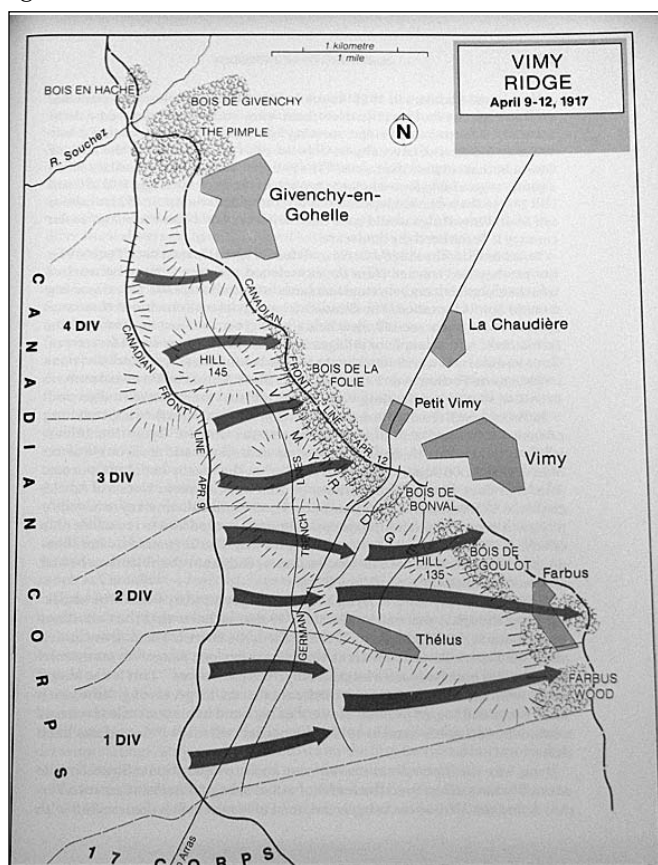 1 kilometre
1 mile
VIMY
RIDGE
April 9-12, 1917
BOIS EN HACHE
BOIS DE GIVENCHY
THE PIMPLE
R. Souchez
N
Givenchy-en-
Gohelle
CANADIAN CORPS
4 DIV
CANADIAN FRONT LINE APR 9
HILL
145
CANADIAN FRONT LINE APR 12
BOIS DE LA
FOLIE
La Chaudière
Petit Vimy
Vimy
VIMY RIDGE
3 DIV
GERMAN TRENCH LINES
BOIS DE
BONVAL
HILL
135
BOIS DE
GOULOT
Farbus
2 DIV
Thélus
FARBUS
WOOD
1 DIV
17 CORPS
Arras